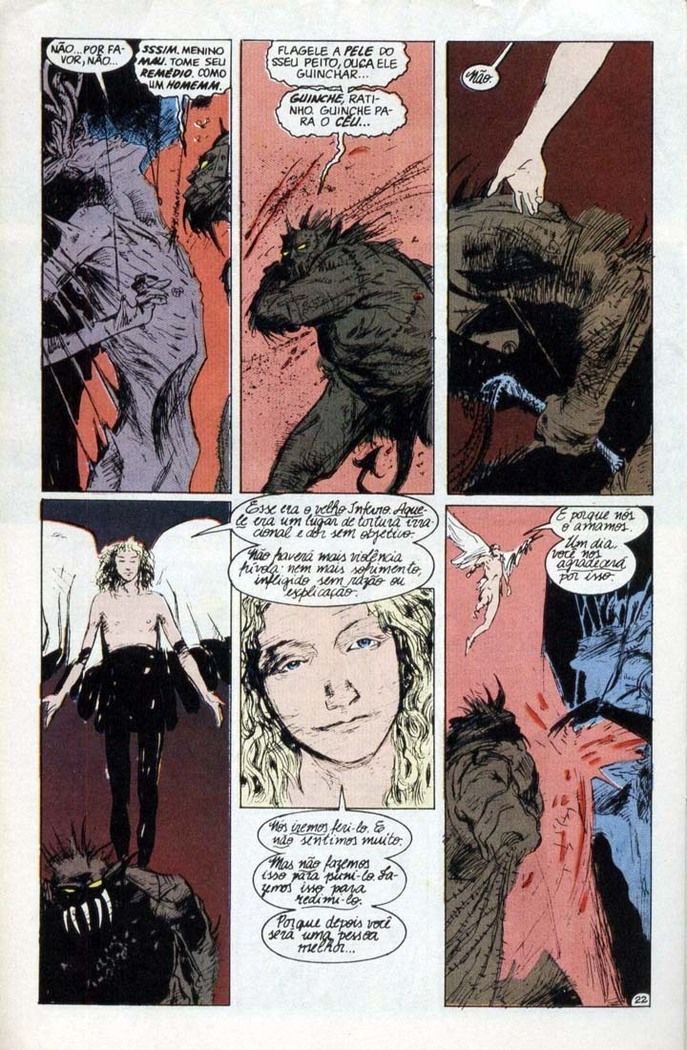 NÃO...POR FA-
VOR, NÃO...
SSSIM. MENINO
MAU. TOME SEU
REMÉDIO. COMO
UM HOMEMM.
FLAGELE A PELE DO
SSEU PEITO, OUÇA ELE
GUINCHAR...
GUINCHE, RATI-
NHO. GUINCHE PA-
RA O CÉU...
Não
Esse era o velho Inferno. Aque-
le era um lugar de tortura irra-
cional e dor sem objetivo.
Não haverá mais violência
frívola: nem mais sofrimento,
infligido sem razão ou
explicação.
Nós iremos feri-lo. E
não sentimos muito.
Mas não fazemos
isso para puni-lo. Fa-
zemos isso para
redimi-lo.
Porque depois você
será uma pessoa
melhor...
E porque nós
o amamos.
Um dia
você nos
agradecerá
por isso.
22